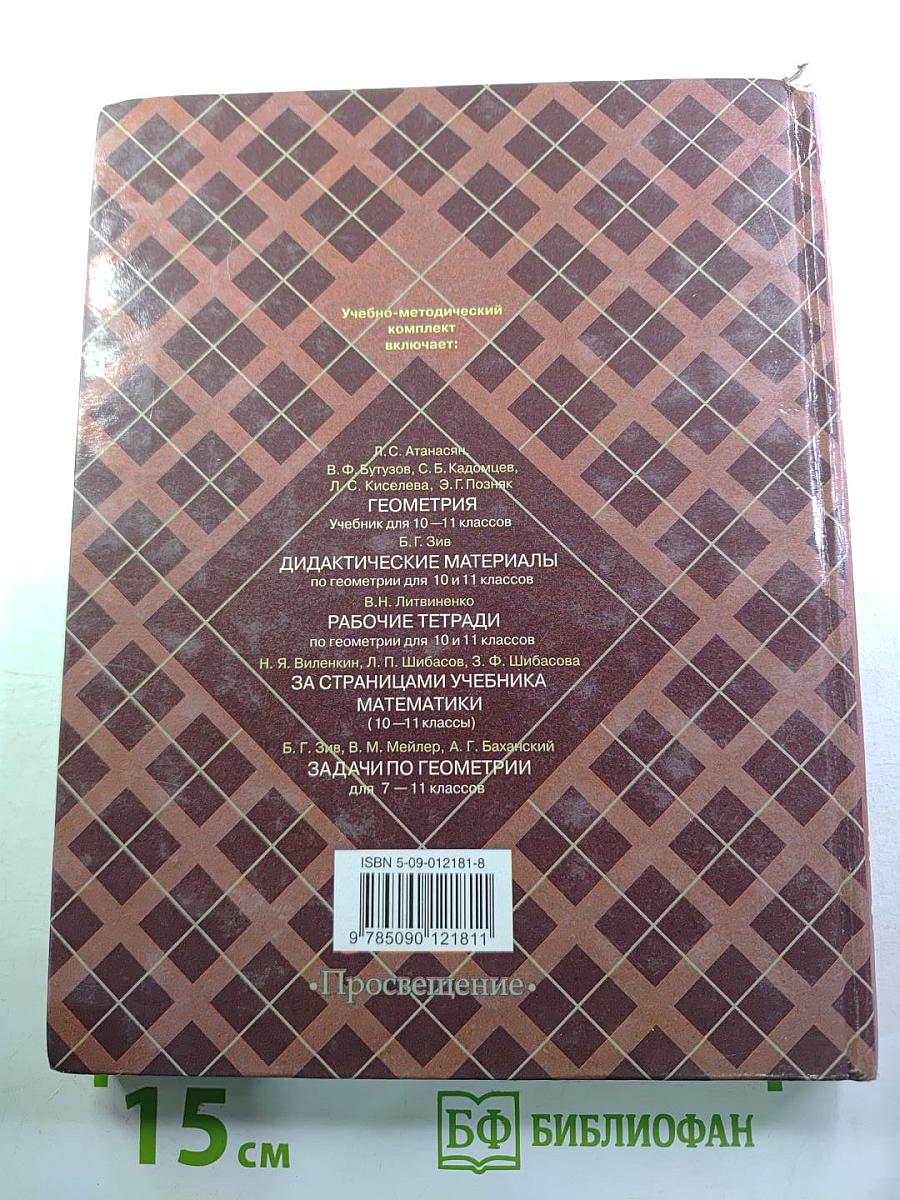 Учебно-методический
комплект
включает:
Л. С. Атанасян,
В. Ф. Бутузов, С. Б. Кадомцев,
Л. С. Киселева, Э. Г. Позняк
ГЕОМЕТРИЯ
Учебник для 10 — 11 классов
Б. Г. Зив
ДИДАКТИЧЕСКИЕ МАТЕРИАЛЫ
по геометрии для 10 и 11 классов
В.Н. Литвиненко
РАБОЧИЕ ТЕТРАДИ
по геометрии для 10 и 11 классов
Н. Я. Виленкин, Л. П. Шибасов, З. Ф. Шибасова
ЗА СТРАНИЦАМИ УЧЕБНИКА
МАТЕМАТИКИ
( 10 —11 классы)
Б. Г. Зив, В. М. Мейлер, А. Г. Баханский
ЗАДАЧИ ПО ГЕОМЕТРИИ
для 7 — 11 классов
ISBN 5-09-012181-8
9 785090 121811
·Просвещение·
15 см
БФ БИБЛИОФАН